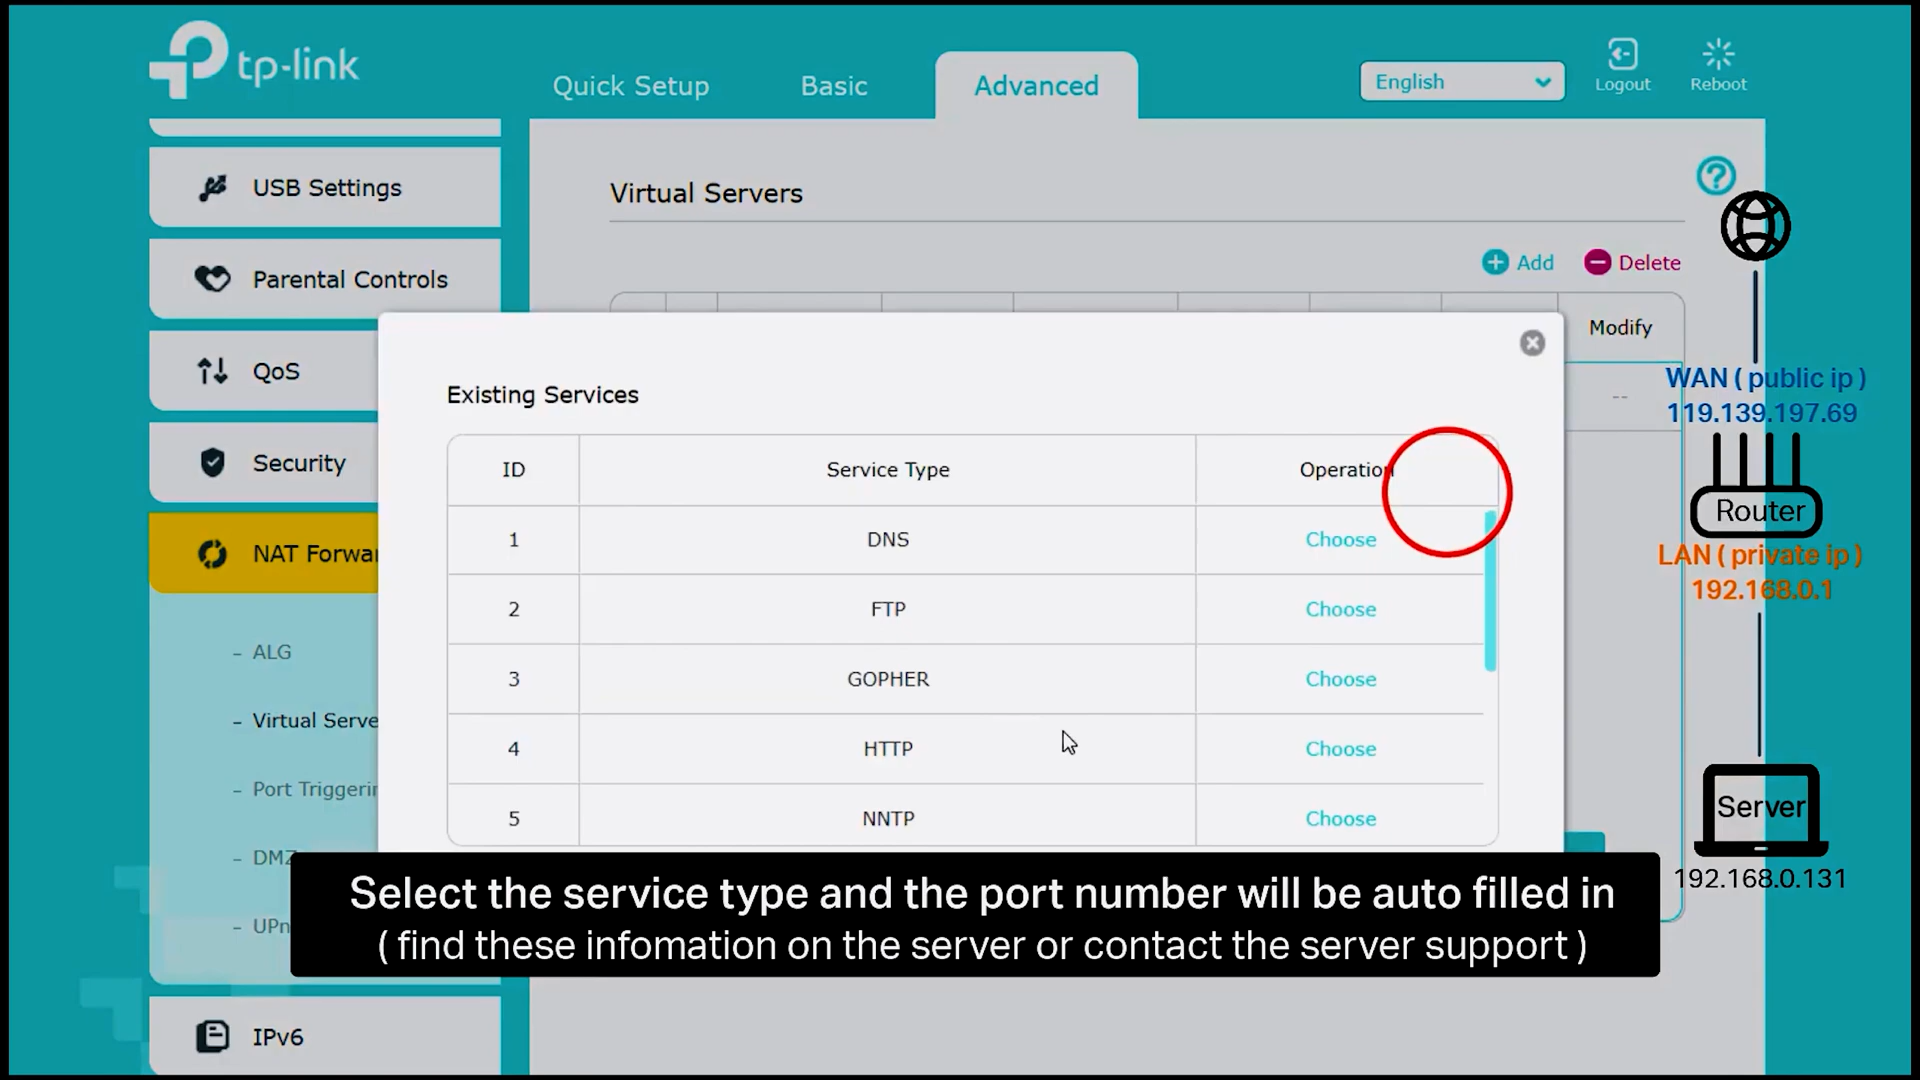 tp-link
Quick Setup
Basic
Advanced
English
Logout
Reboot
USB Settings
Parental Controls
QoS
Security
NAT Forwar
- ALG
- Virtual Serve
- Port Triggerin
- DMZ
- UPn
IPv6
Virtual Servers
Add
Delete
Modify
--
Existing Services
ID Service Type Operation
1 DNS Choose
2 FTP Choose
3 GOPHER Choose
4 HTTP Choose
5 NNTP Choose
WAN ( public ip )
119.139.197.69
Router
LAN ( private ip )
192.168.0.1
Server
192.168.0.131
Select the service type and the port number will be auto filled in
( find these infomation on the server or contact the server support )